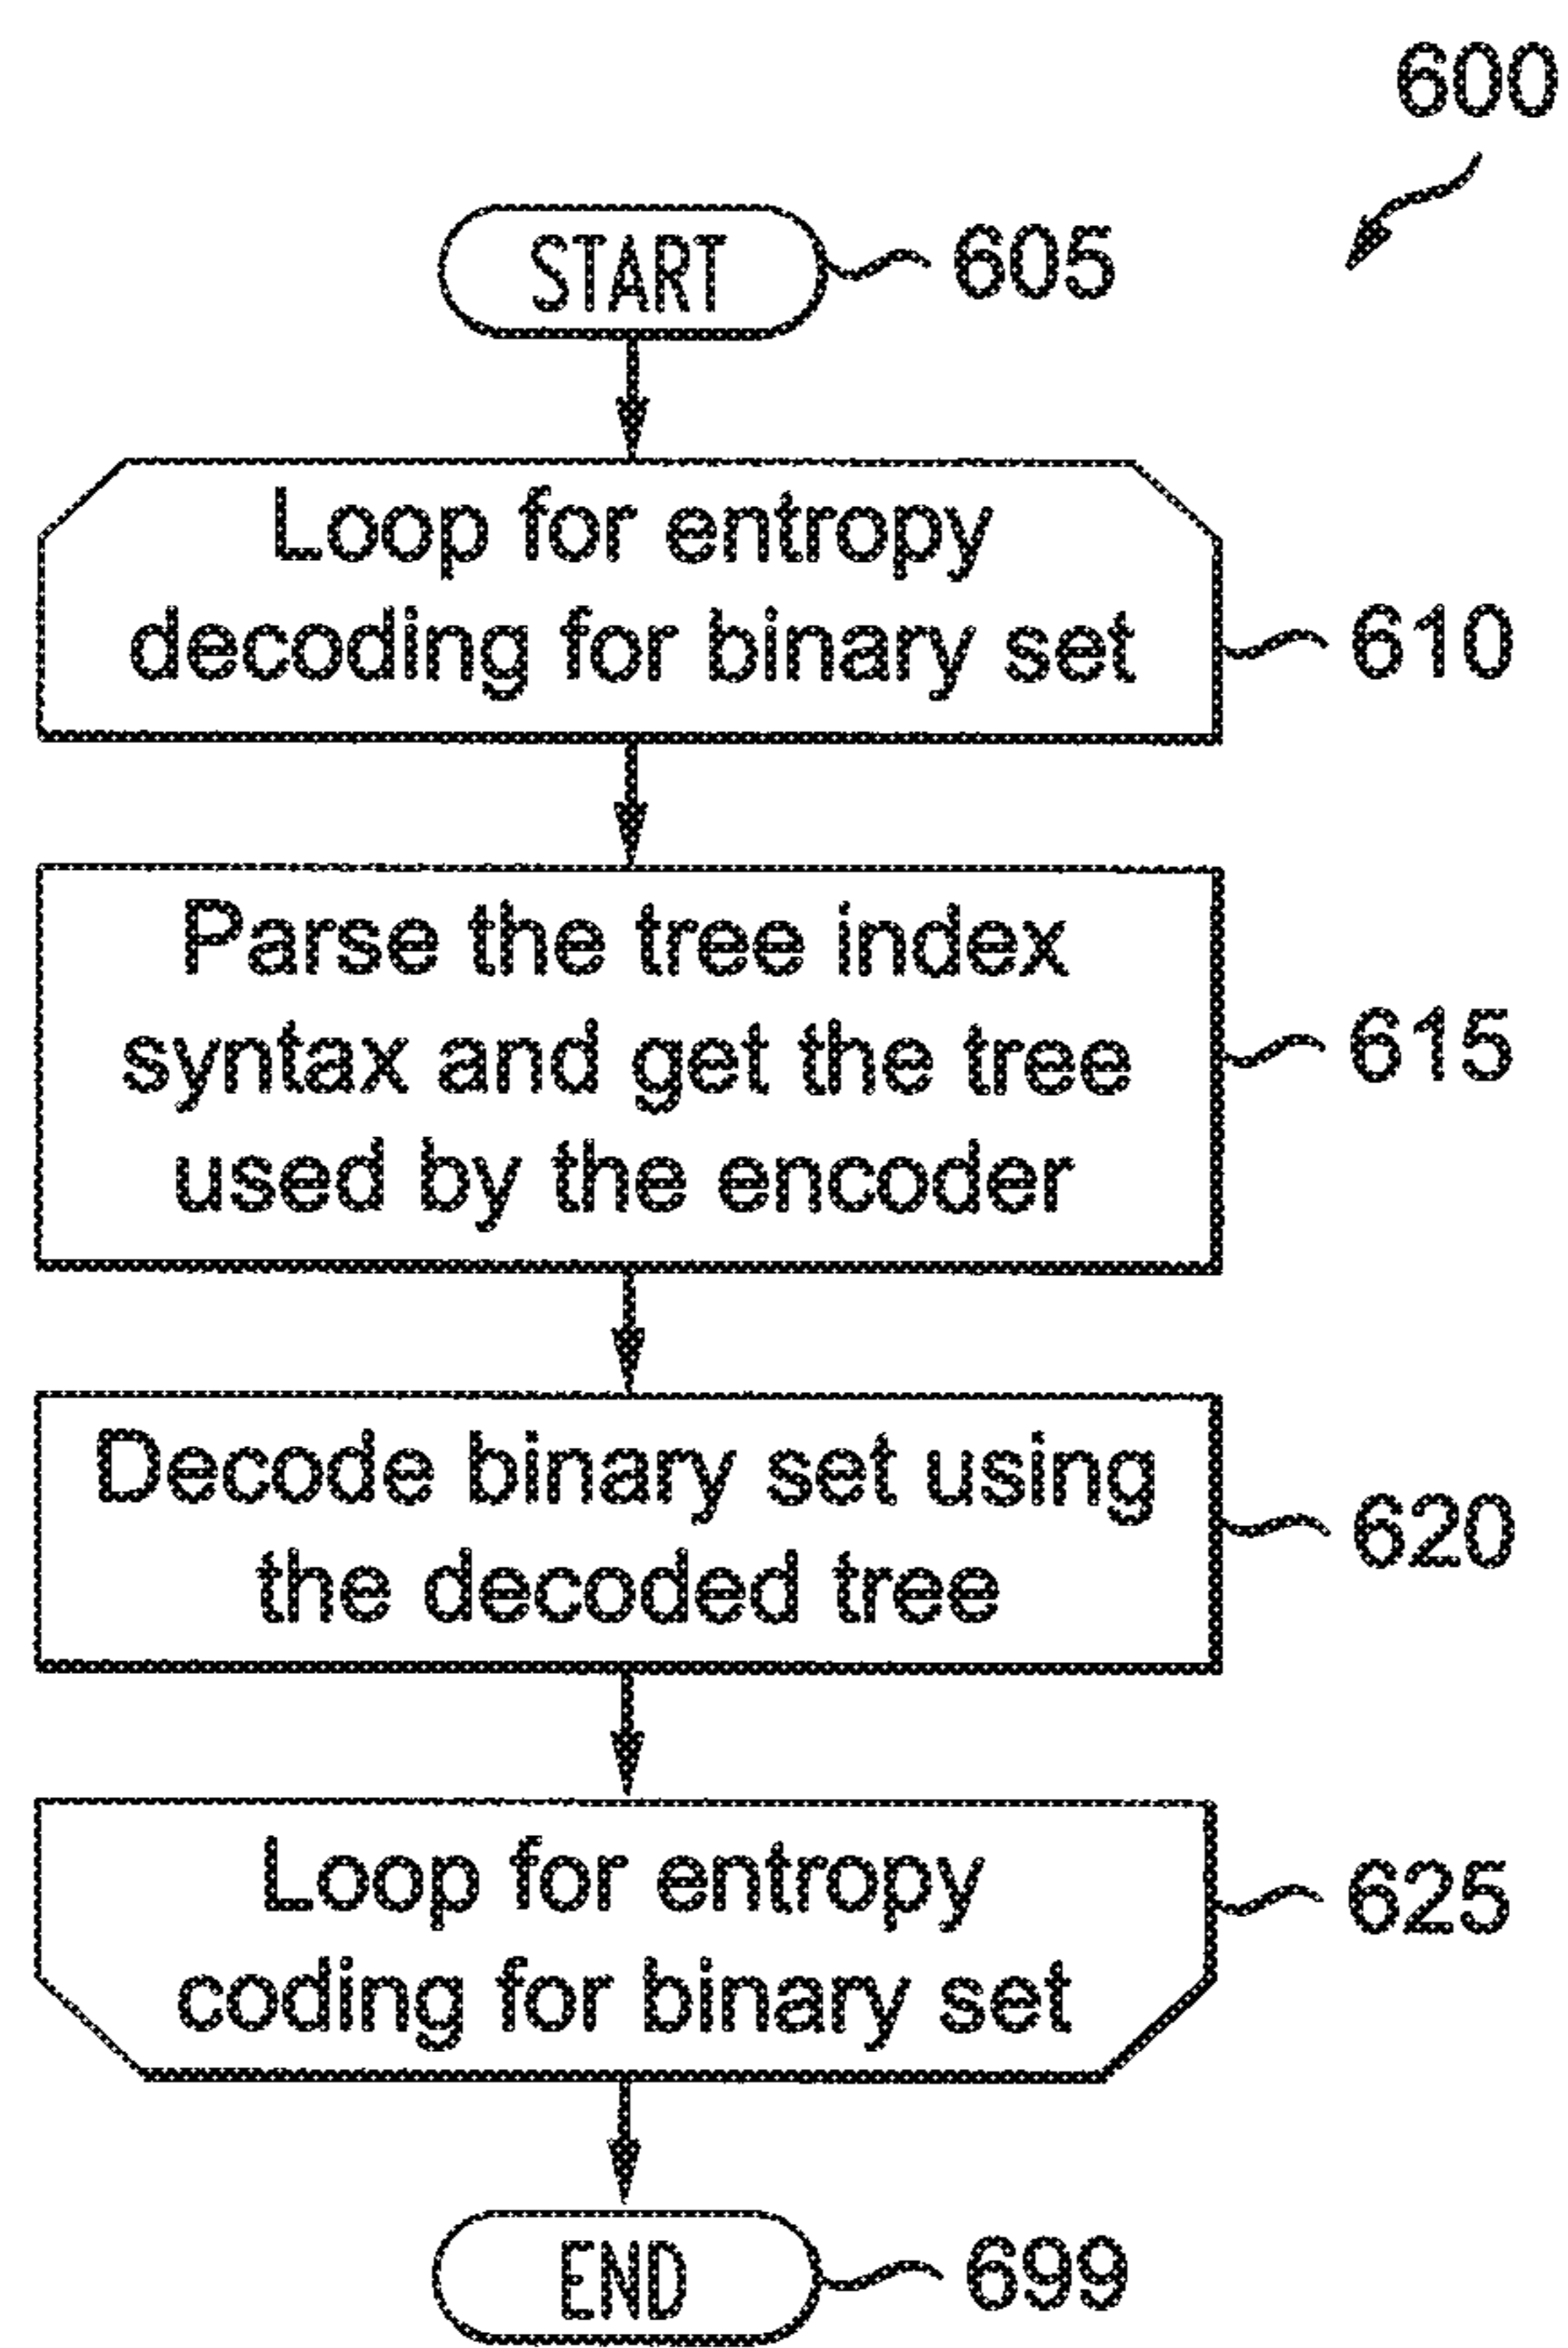 600
START
605
Loop for entropy
decoding for binary set
610
Parse the tree index
syntax and get the tree
used by the encoder
615
Decode binary set using
the decoded tree
620
Loop for entropy
coding for binary set
625
END
699